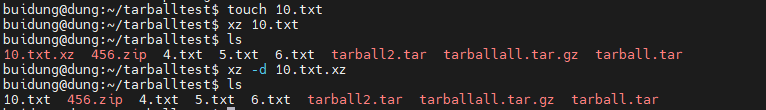 buidung@dung:~/tarballtest$ touch 10.txt
buidung@dung:~/tarballtest$ xz 10.txt
buidung@dung:~/tarballtest$ ls
10.txt.xz 456.zip 4.txt 5.txt 6.txt tarball2.tar tarballall.tar.gz tarball.tar
buidung@dung:~/tarballtest$ xz -d 10.txt.xz
buidung@dung:~/tarballtest$ ls
10.txt 456.zip 4.txt 5.txt 6.txt tarball2.tar tarballall.tar.gz tarball.tar